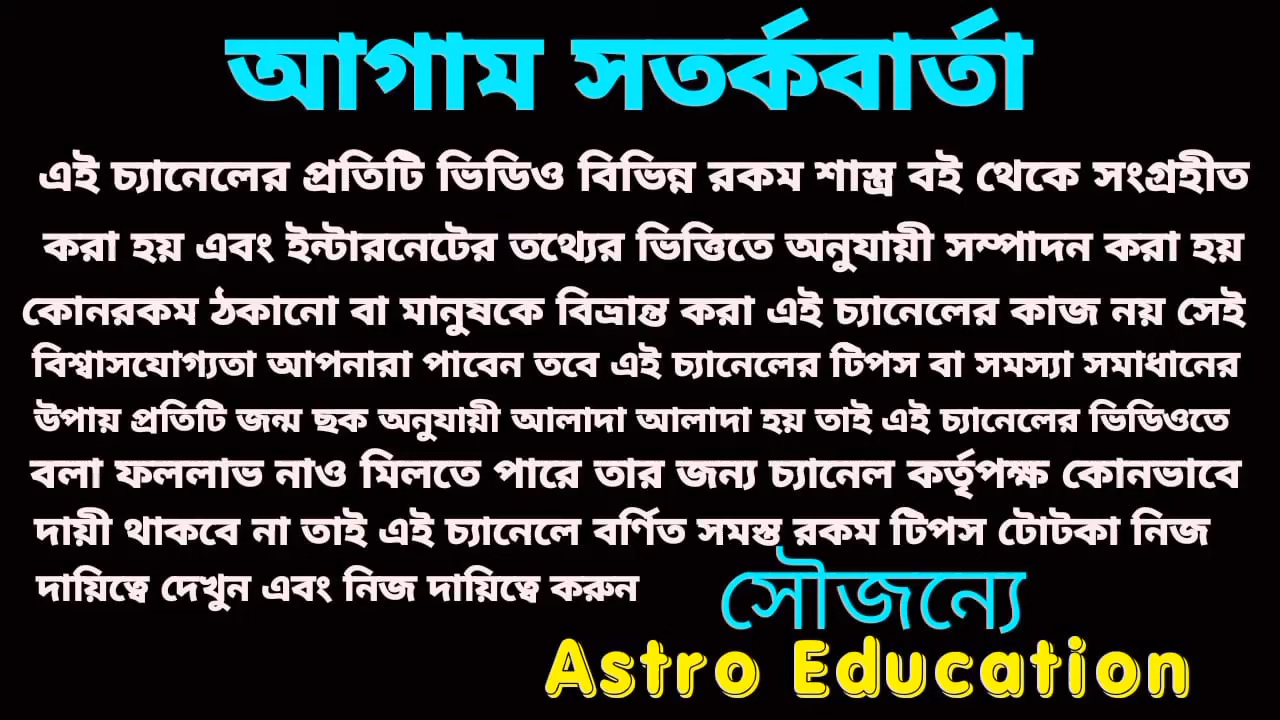 আগাম সতর্কবার্তা
এই চ্যানেলের প্রতিটি ভিডিও বিভিন্ন রকম শাস্ত্র বই থেকে সংগ্রহীত
করা হয় এবং ইন্টারনেটের তথ্যের ভিত্তিতে অনুযায়ী সম্পাদন করা হয়
কোনরকম ঠকানো বা মানুষকে বিভ্রান্ত করা এই চ্যানেলের কাজ নয় সেই
বিশ্বাসযোগ্যতা আপনারা পাবেন তবে এই চ্যানেলের টিপস বা সমস্যা সমাধানের
উপায় প্রতিটি জন্ম ছক অনুযায়ী আলাদা আলাদা হয় তাই এই চ্যানেলের ভিডিওতে
বলা ফললাভ নাও মিলতে পারে তার জন্য চ্যানেল কর্তৃপক্ষ কোনভাবে
দায়ী থাকবে না তাই এই চ্যানেলে বর্ণিত সমস্ত রকম টিপস টোটকা নিজ
দায়িত্বে দেখুন এবং নিজ দায়িত্বে করুন
সৌজন্যে
Astro Education